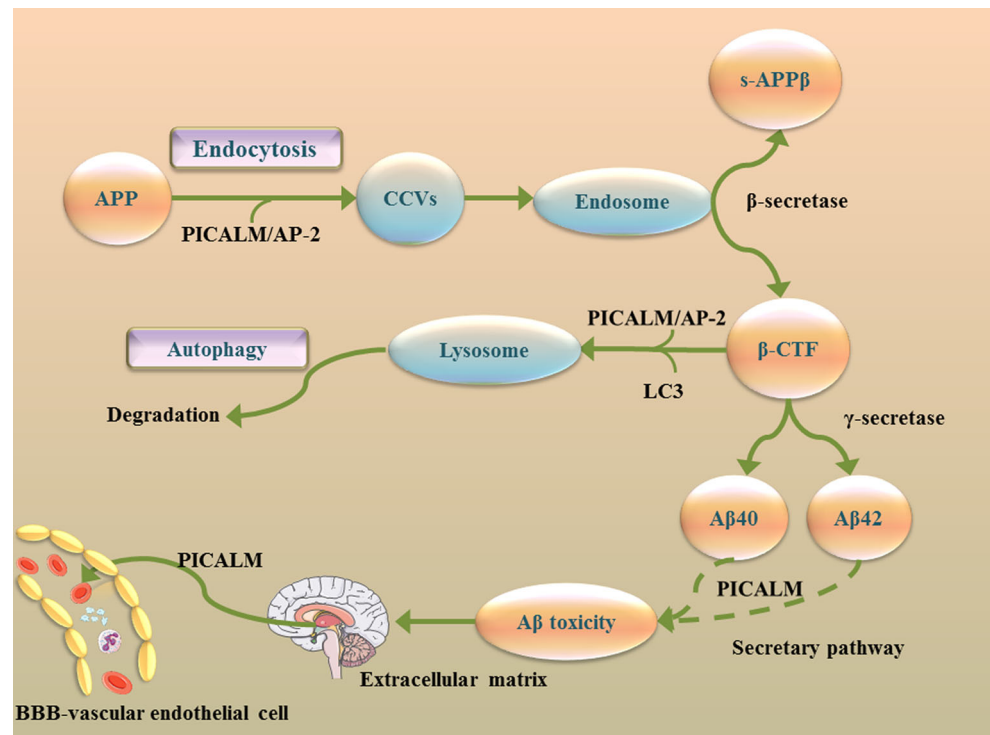 s-APPβ
Endocytosis
APP
CCVs
Endosome
β-secretase
PICALM/AP-2
PICALM/AP-2
Autophagy
Lysosome
β-CTF
LC3
Degradation
γ-secretase
Aβ40
Aβ42
PICALM
PICALM
Aβ toxicity
Secretary pathway
Extracellular matrix
BBB-vascular endothelial cell